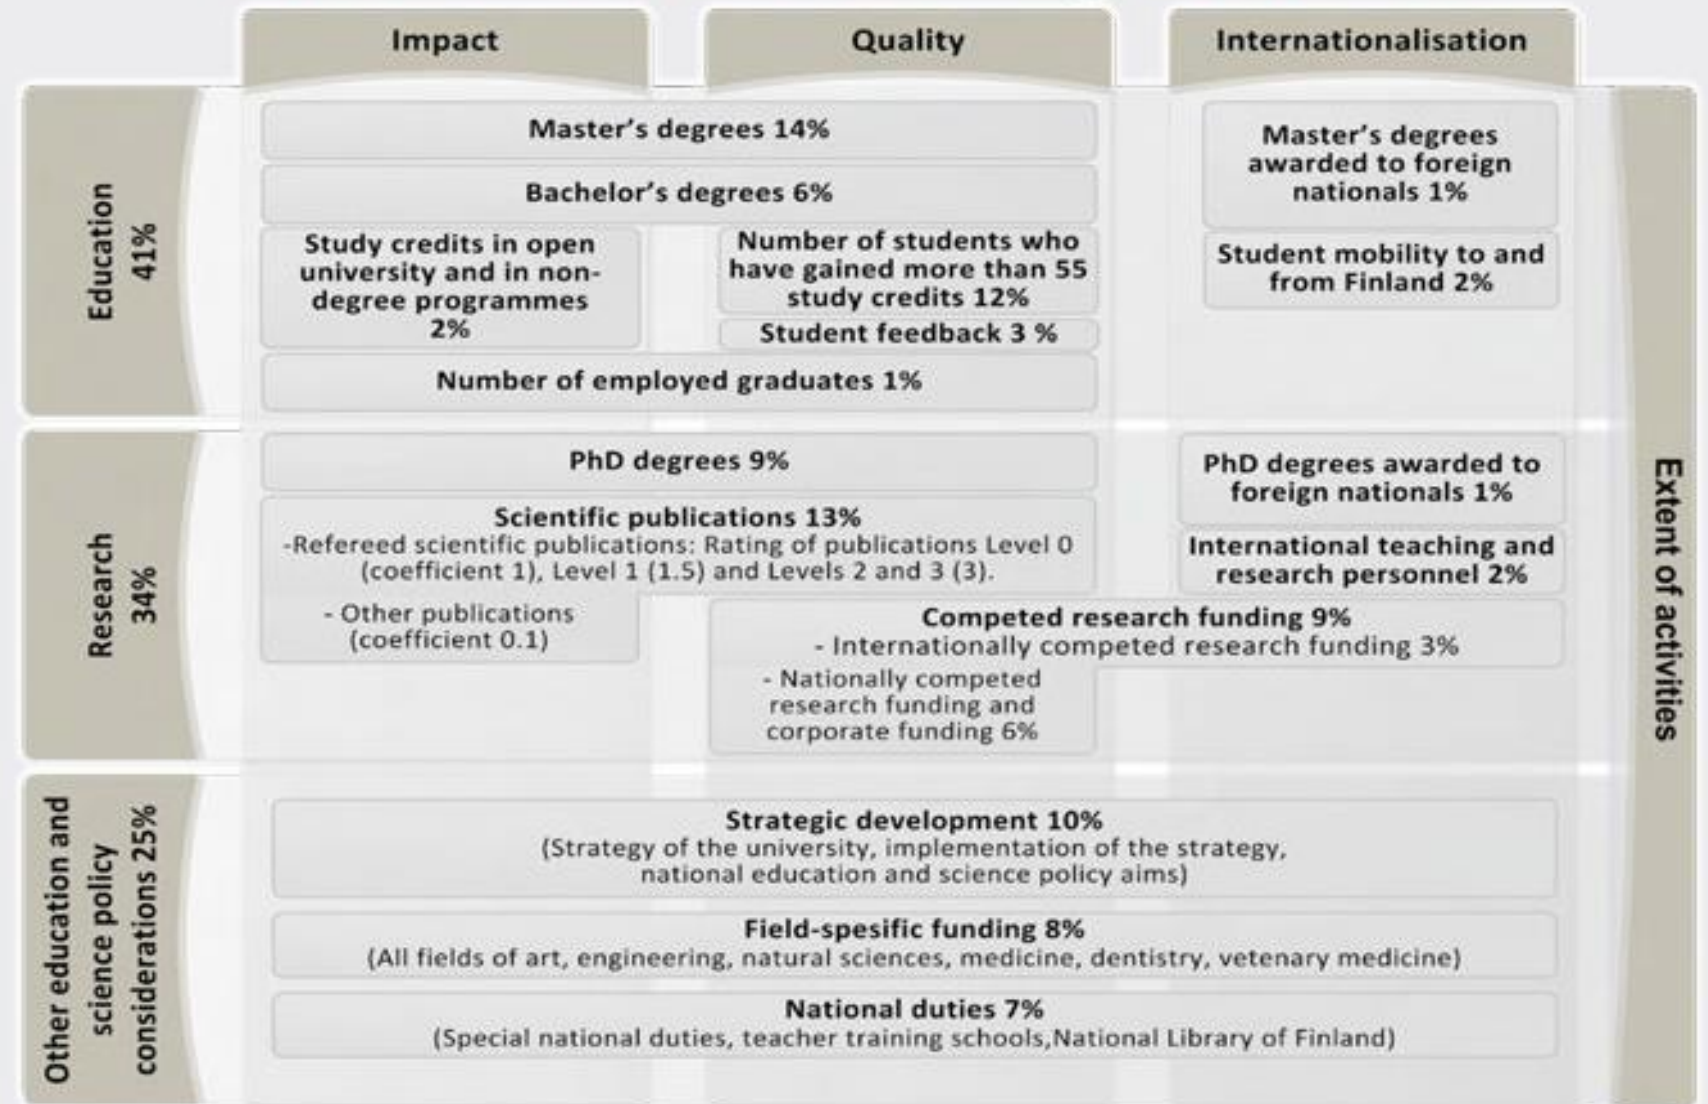 Impact
Quality
Internationalisation
Education
41%
Master's degrees 14%
Bachelor's degrees 6%
Study credits in open
university and in non-
degree programmes
2%
Number of students who
have gained more than 55
study credits 12%
Student feedback 3 %
Number of employed graduates 1%
Master's degrees
awarded to foreign
nationals 1%
Student mobility to and
from Finland 2%
Research
34%
PhD degrees 9%
Scientific publications 13%
-Refereed scientific publications: Rating of publications Level 0
(coefficient 1), Level 1 (1.5) and Levels 2 and 3 (3).
- Other publications
(coefficient 0.1)
PhD degrees awarded to
foreign nationals 1%
International teaching and
research personnel 2%
Competed research funding 9%
- Internationally competed research funding 3%
- Nationally competed
research funding and
corporate funding 6%
Other education and
science policy
considerations 25%
Strategic development 10%
(Strategy of the university, implementation of the strategy,
national education and science policy aims)
Field-spesific funding 8%
(All fields of art, engineering, natural sciences, medicine, dentistry, vetenary medicine)
National duties 7%
(Special national duties, teacher training schools,National Library of Finland)
Extent of activities